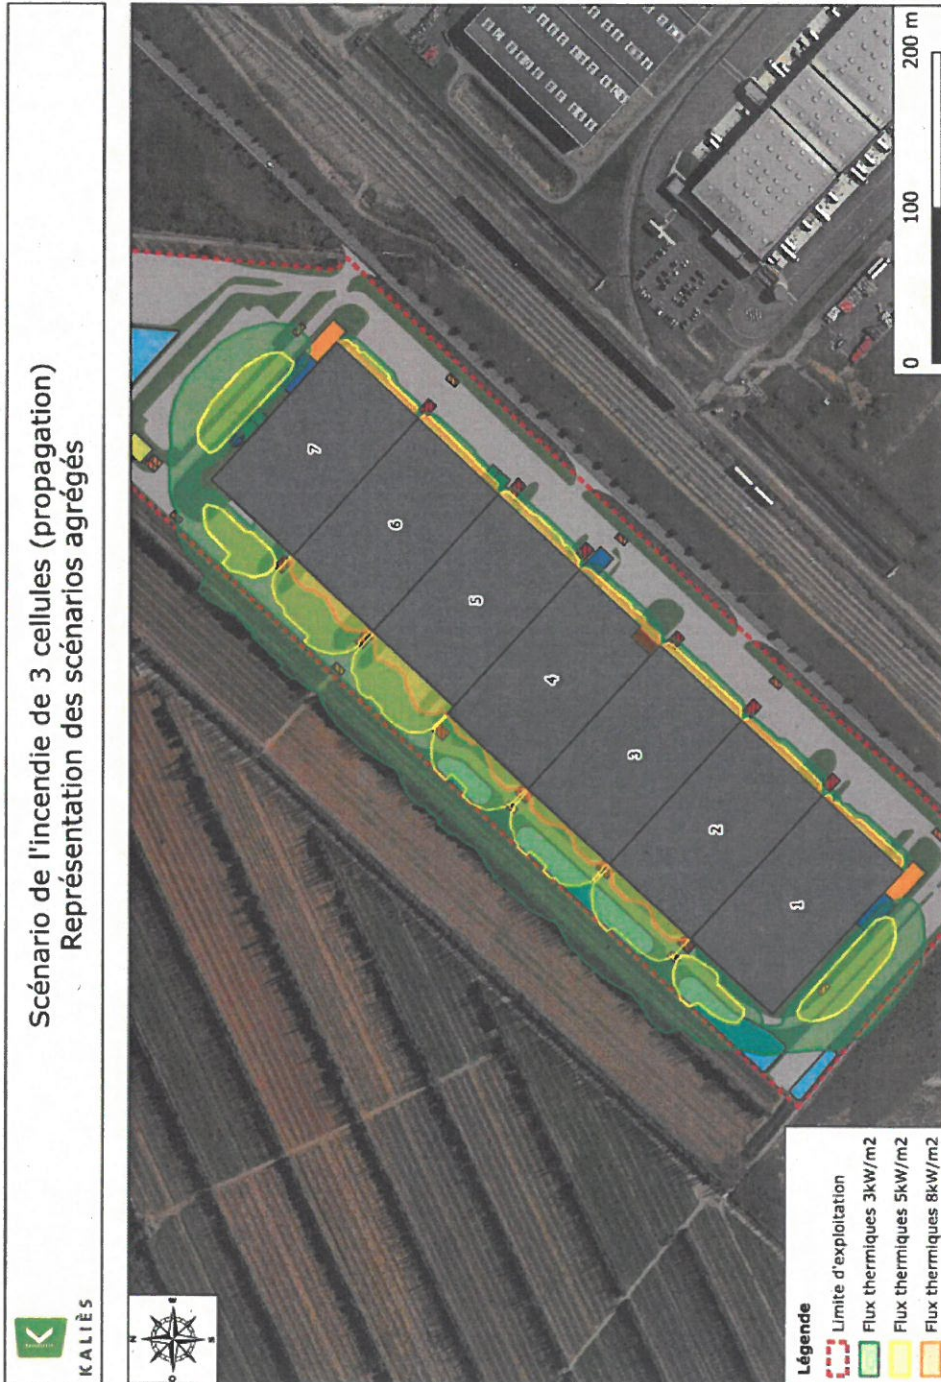 Scénario de l'incendie de 3 cellules (propagation)
Représentation des scénarios agrégés
K
KALIÈS
N
E
S
O
7
6
5
4
3
2
1
Légende
Limite d'exploitation
Flux thermiques 3kW/m2
Flux thermiques 5kW/m2
Flux thermiques 8kW/m2
0
100
200 m